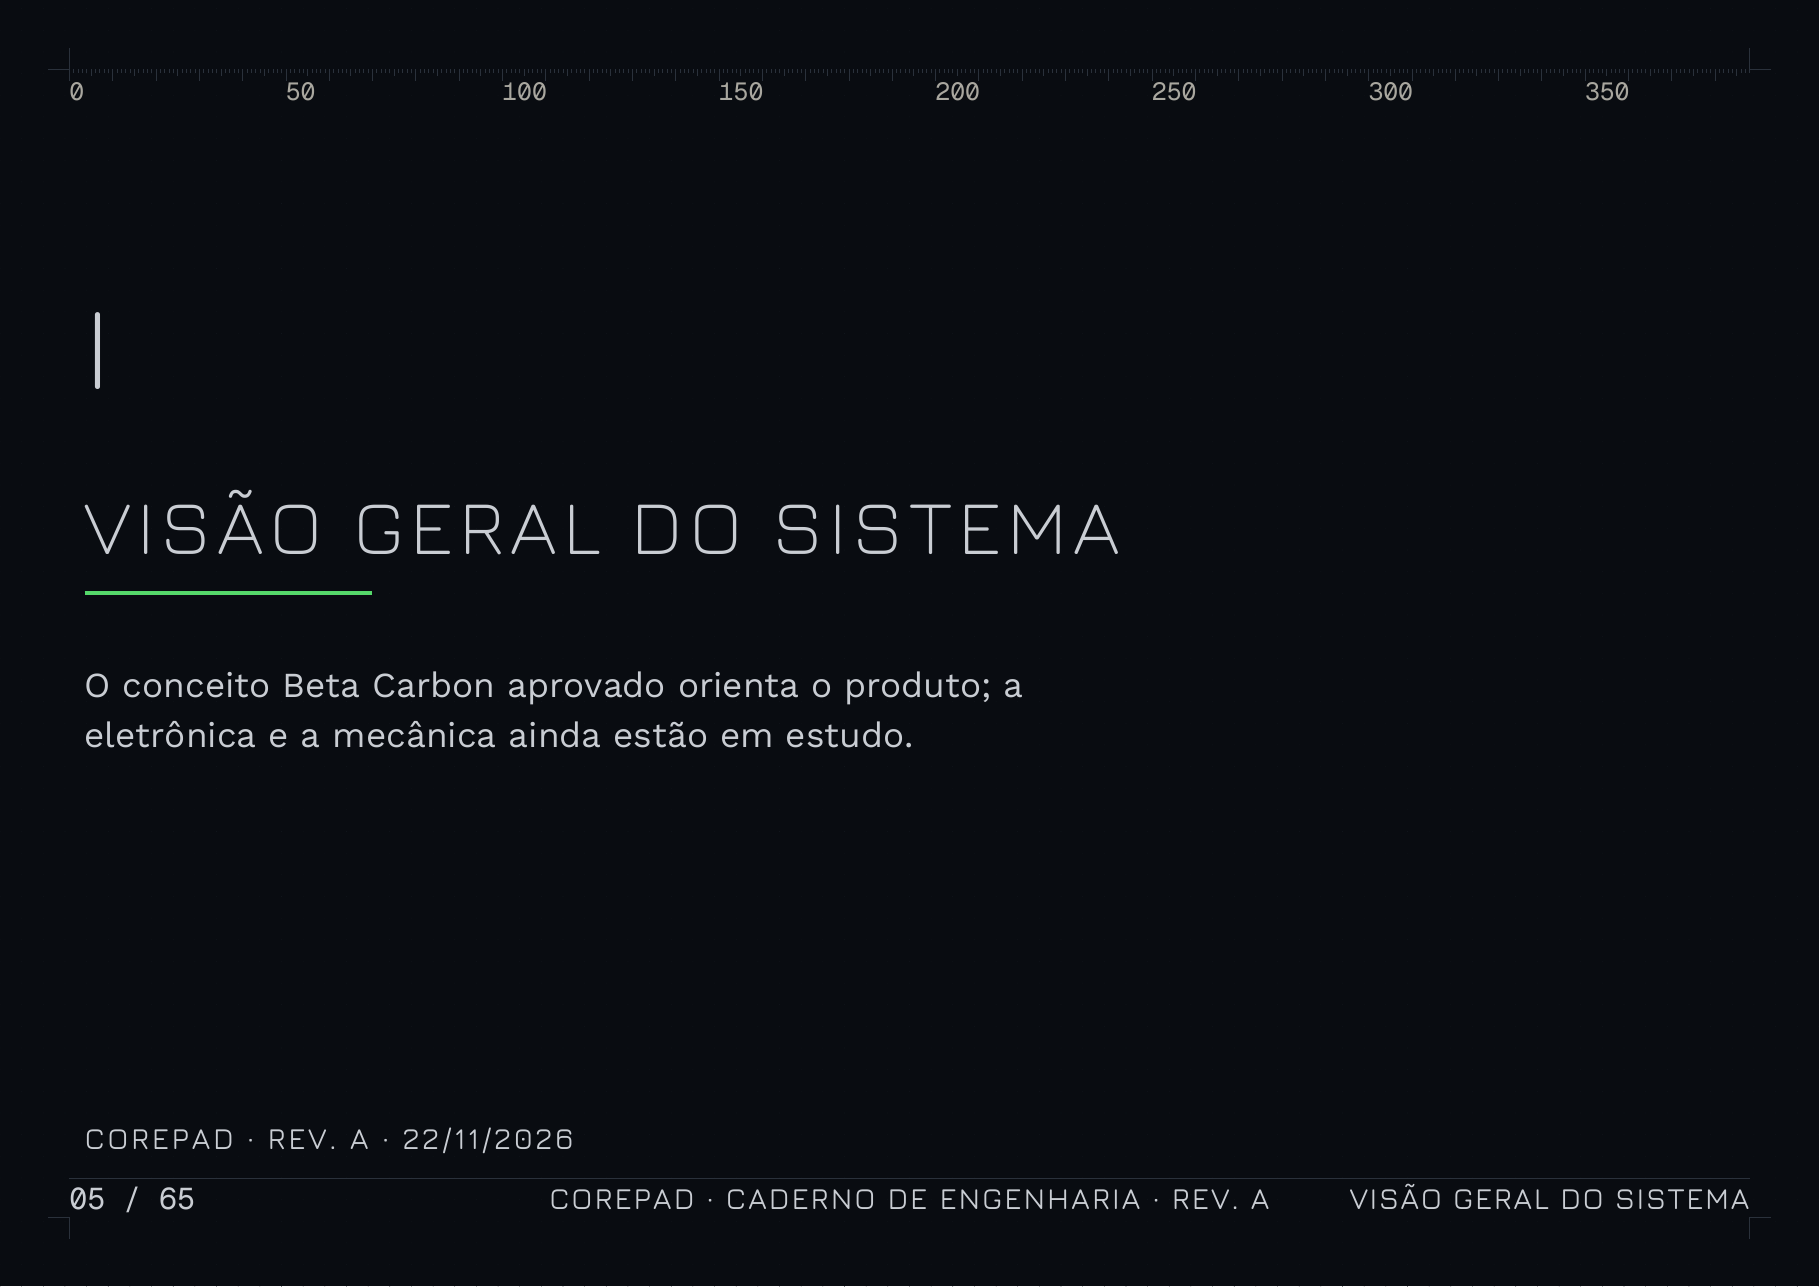 0 50 100 150 200 250 300 350
I
VISÃO GERAL DO SISTEMA
O conceito Beta Carbon aprovado orienta o produto; a
eletrônica e a mecânica ainda estão em estudo.
COREPAD · REV. A · 22/11/2026
05 / 65 COREPAD · CADERNO DE ENGENHARIA · REV. A VISÃO GERAL DO SISTEMA